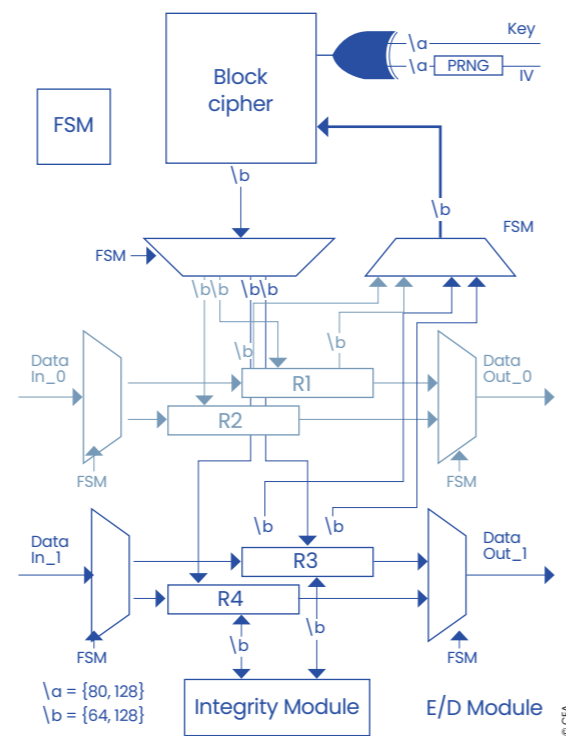 Key
\a
Block
cipher
\a
PRNG
IV
FSM
\b
\b
FSM
FSM
\b\b
\b\b
\b
\b
Data
In_0
R1
Data
Out_0
R2
FSM
FSM
\b
\b
Data
In_1
Data
Out_1
R3
R4
\b
\b
FSM
FSM
\a = {80, 128}
\b = {64, 128}
Integrity Module
E/D Module
© CEA